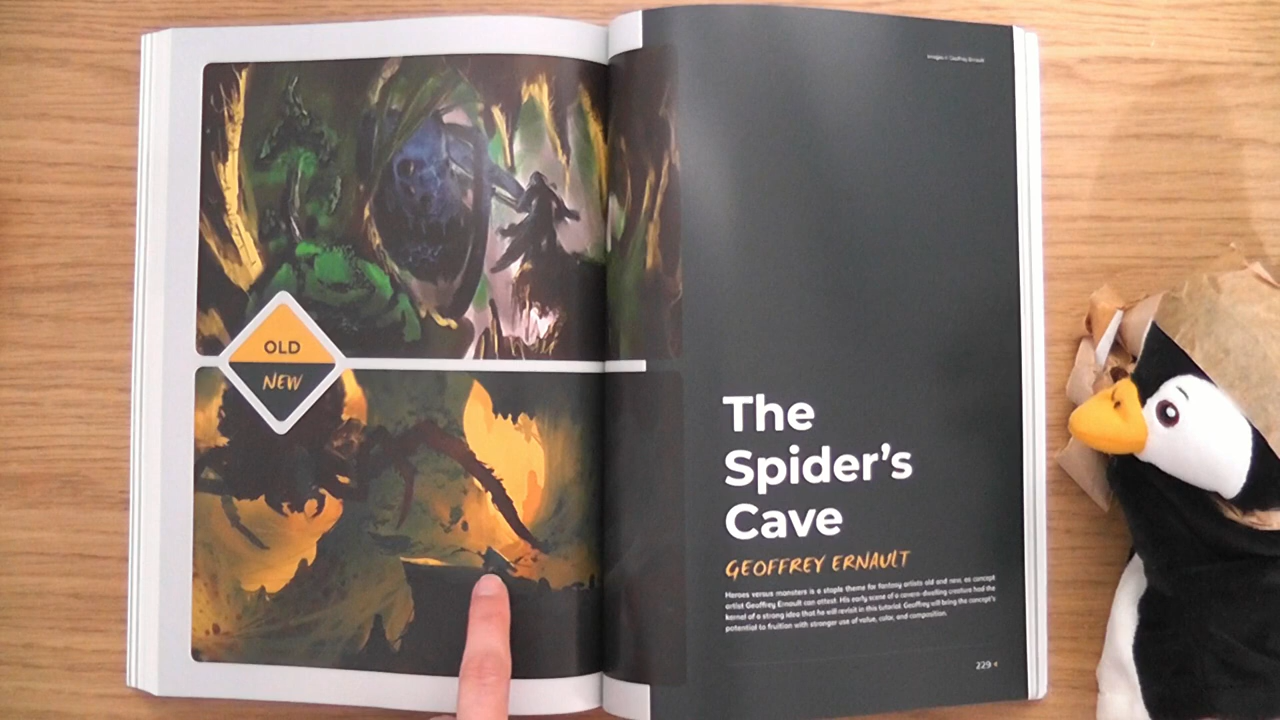 OLD
NEW
Images © Geoffrey Ernault
The
Spider's
Cave
GEOFFREY ERNAULT
Heroes versus monsters is a staple theme for fantasy artists old and new, as concept
artist Geoffrey Ernault can attest. His early scene of a cavern-dwelling creature had the
kernel of a strong idea that he will revisit in this tutorial. Geoffrey will bring the concept's
potential to fruition with stronger use of value, color, and composition.
229